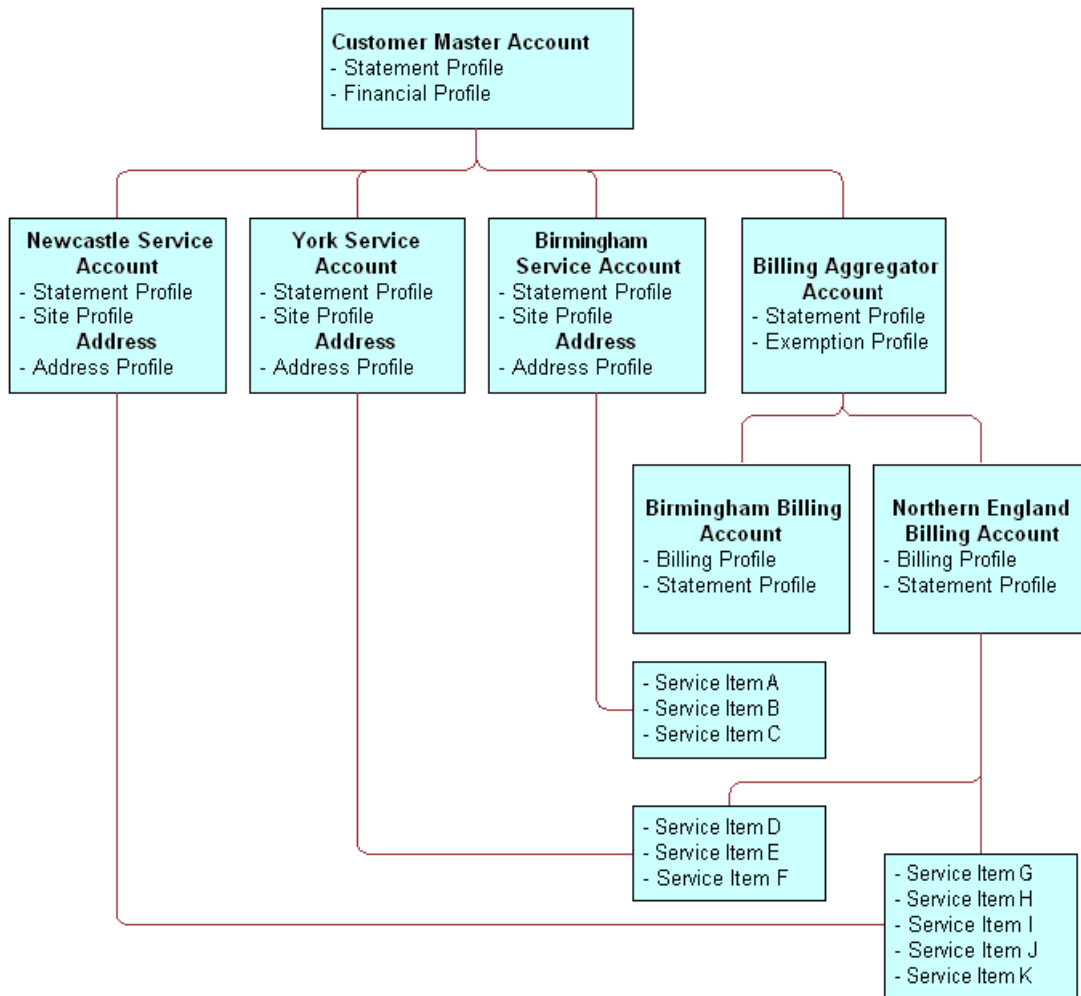 Customer Master Account
- Statement Profile
- Financial Profile
Newcastle Service
Account
- Statement Profile
- Site Profile
Address
- Address Profile
York Service
Account
- Statement Profile
- Site Profile
Address
- Address Profile
Birmingham
Service Account
- Statement Profile
- Site Profile
Address
- Address Profile
Billing Aggregator
Account
- Statement Profile
- Exemption Profile
Birmingham Billing
Account
- Billing Profile
- Statement Profile
Northern England
Billing Account
- Billing Profile
- Statement Profile
- Service Item A
- Service Item B
- Service Item C
- Service Item D
- Service Item E
- Service Item F
- Service Item G
- Service Item H
- Service Item I
- Service Item J
- Service Item K